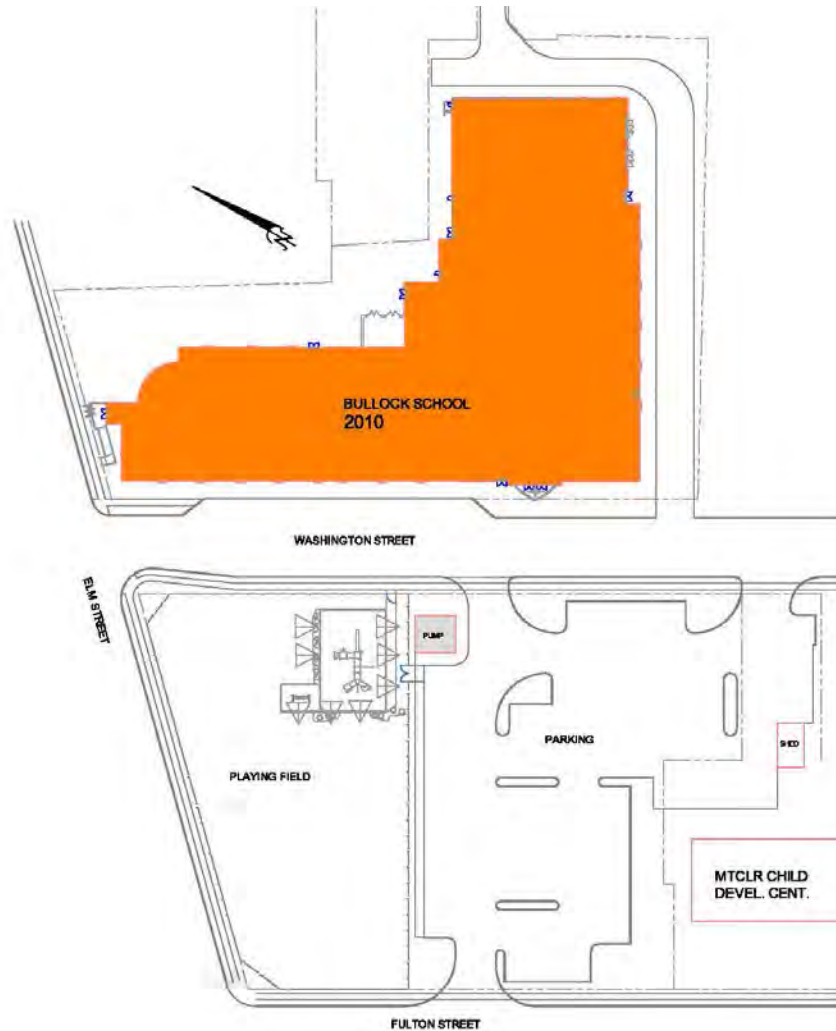 BULLOCK SCHOOL
2010
WASHINGTON STREET
ELM STREET
PUMP
PARKING
SHED
PLAYING FIELD
MTCLR CHILD
DEVEL. CENT.
FULTON STREET